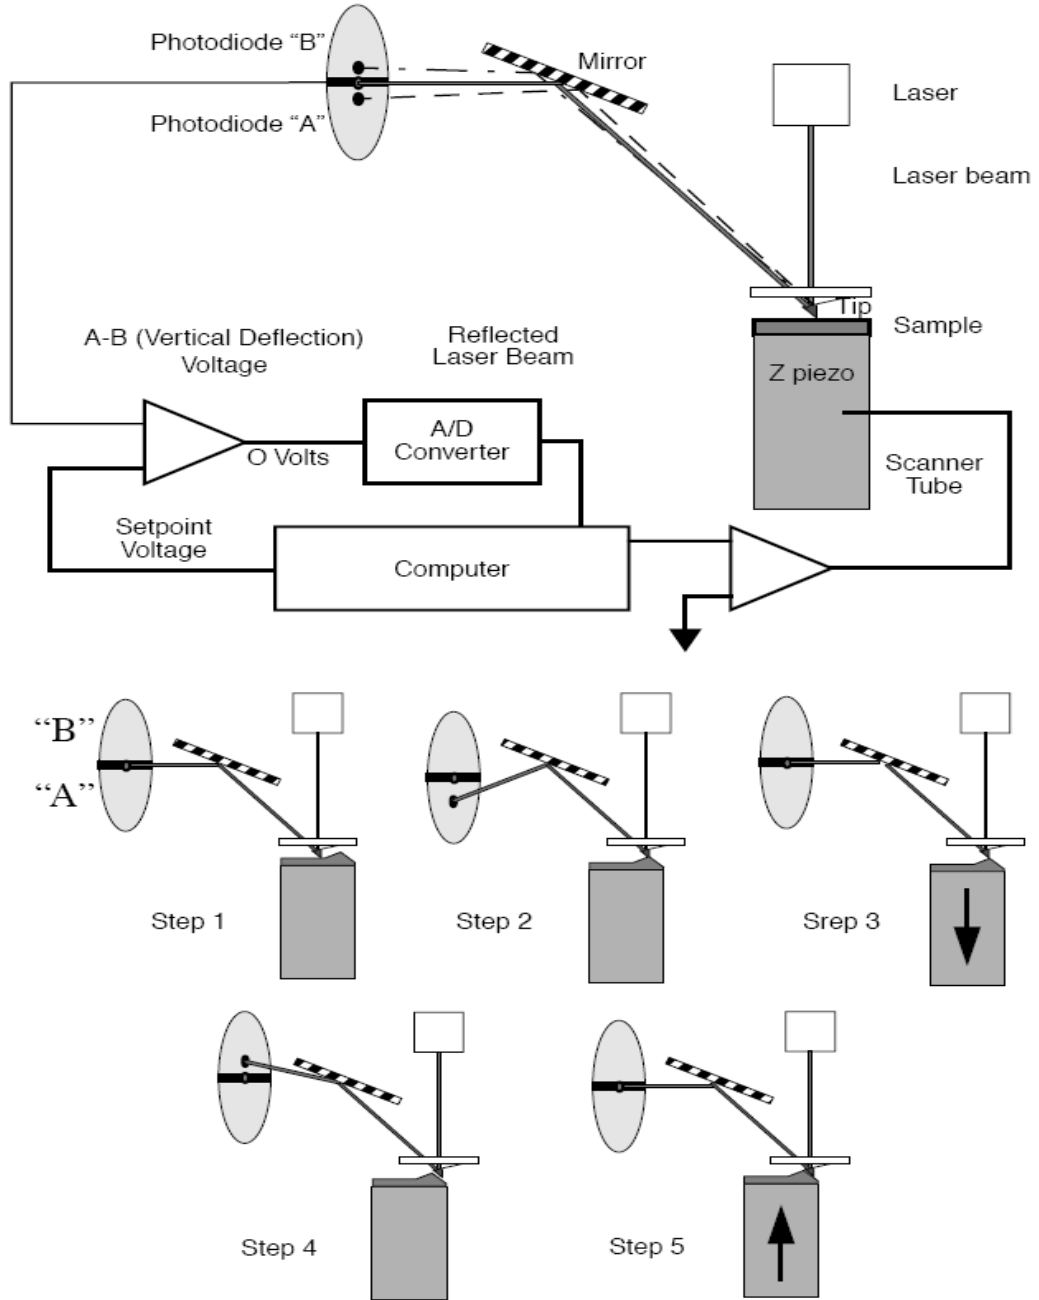 Photodiode “B”
Mirror
Laser
Photodiode “A”
Laser beam
Tip
Sample
A-B (Vertical Deflection)
Voltage
Reflected
Laser Beam
Z piezo
A/D
Converter
O Volts
Scanner
Tube
Setpoint
Voltage
Computer
“B”
“A”
Step 1
Step 2
Srep 3
Step 4
Step 5